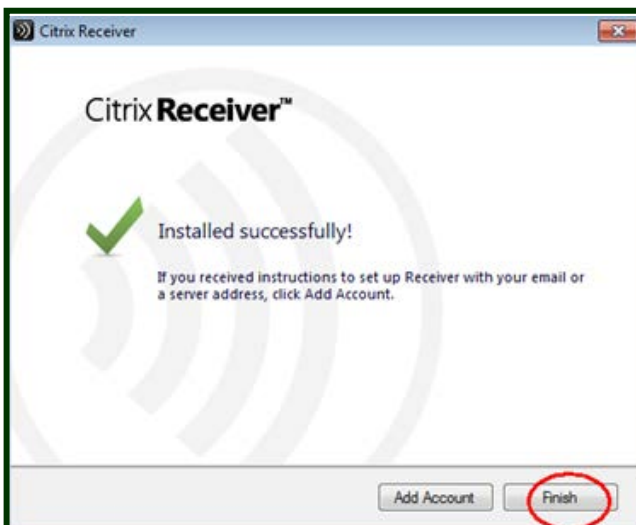 Citrix Receiver
Citrix Receiver™
Installed successfully!
If you received instructions to set up Receiver with your email or
a server address, click Add Account.
Add Account
Finish